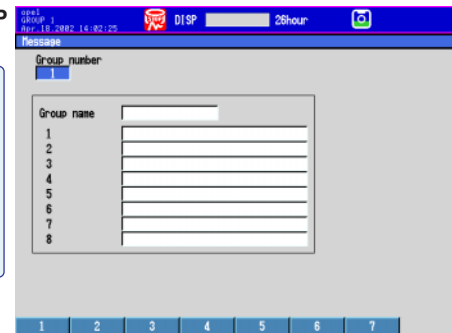 opel
GROUP 1
Apr.18.2002 14:02:25
DISP
26hour
Message
Group number
1
Group name
1
2
3
4
5
6
7
8
1 2 3 4 5 6 7